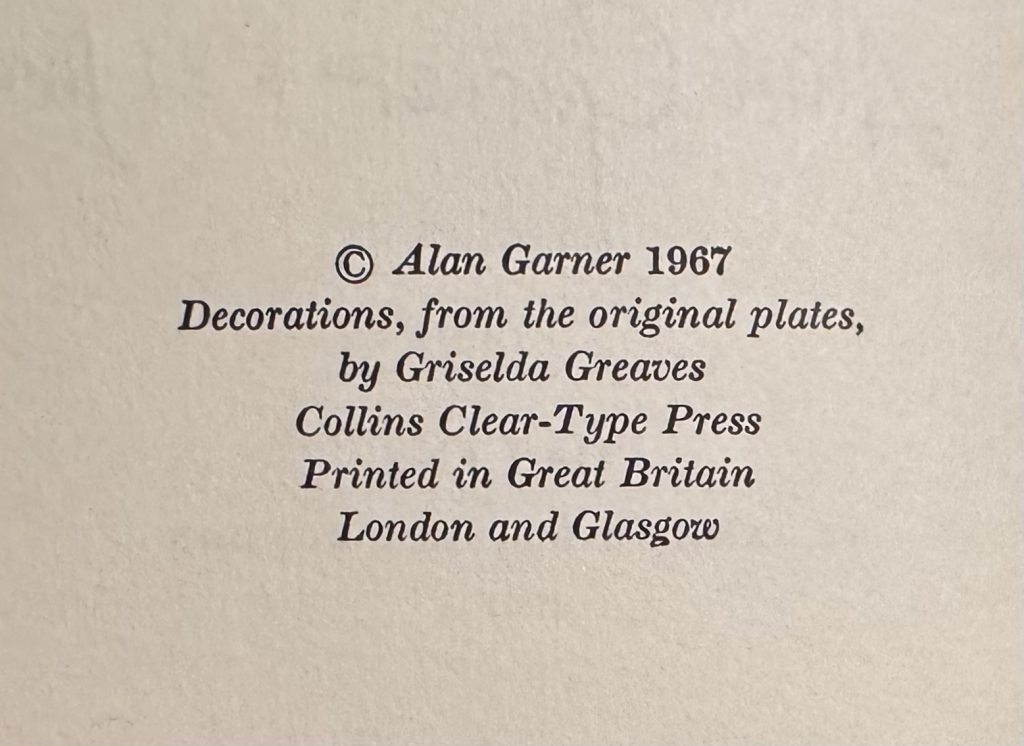 © Alan Garner 1967
Decorations, from the original plates,
by Griselda Greaves
Collins Clear-Type Press
Printed in Great Britain
London and Glasgow